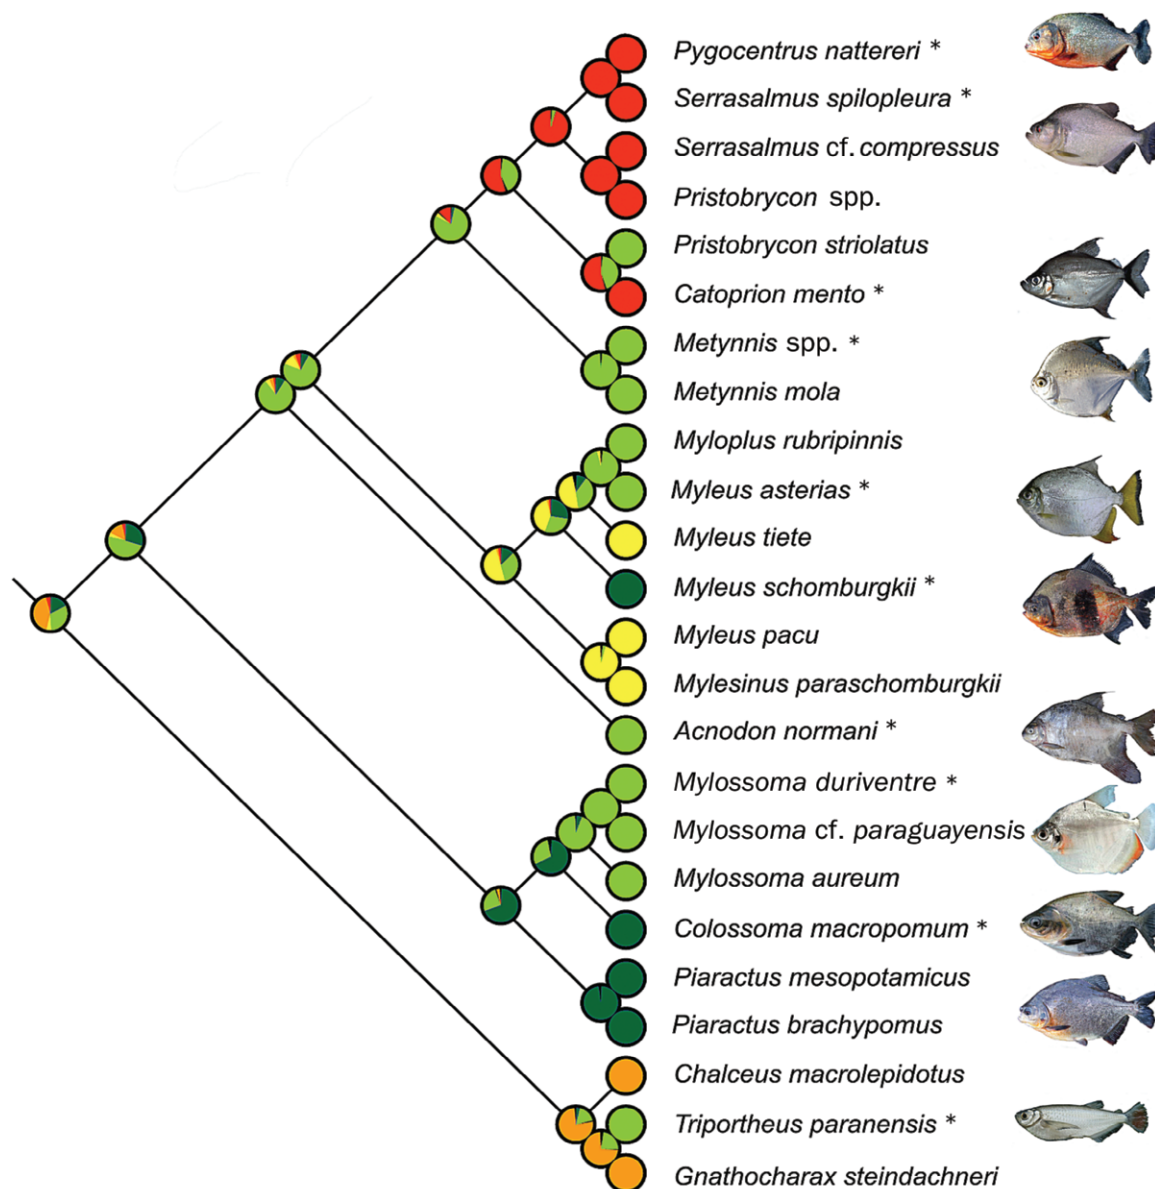 Pygocentrus nattereri *
Serrasalmus spilopleura *
Serrasalmus cf. compressus
Pristobrycon spp.
Pristobrycon striolatus
Catoprion mento *
Metynnis spp. *
Metynnis mola
Myloplus rubripinnis
Myleus asterias *
Myleus tiete
Myleus schomburgkii *
Myleus pacu
Mylesinus paraschomburgkii
Acnodon normani *
Mylossoma duriventre *
Mylossoma cf. paraguayensis
Mylossoma aureum
Colossoma macropomum *
Piaractus mesopotamicus
Piaractus brachypomus
Chalceus macrolepidotus
Triportheus paranensis *
Gnathocharax steindachneri